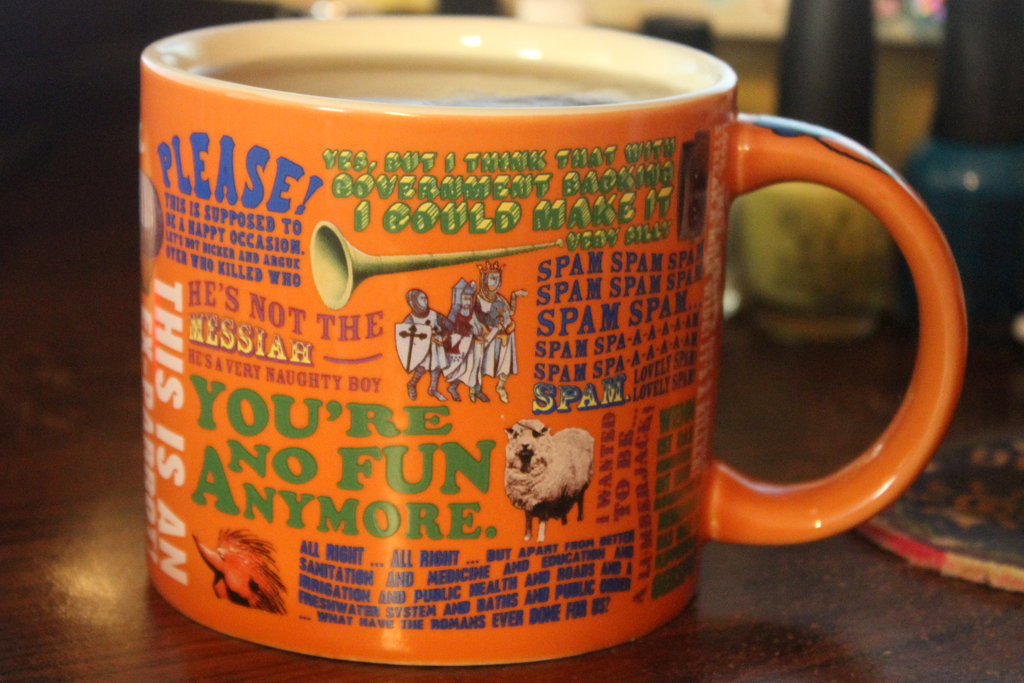 PLEASE!
THIS IS SUPPOSED TO
BE A HAPPY OCCASION.
LET'S NOT BICKER AND ARGUE
OVER WHO KILLED WHO
YES, BUT I THINK THAT WITH
GOVERNMENT BACKING
I COULD MAKE IT
VERY SILLY
HE'S NOT THE
MESSIAH
HE'S A VERY NAUGHTY BOY
SPAM SPAM SPAM
SPAM SPAM SPAM
SPAM SPAM...
SPAM SPA-A-A-A-AM
SPAM SPA-A-A-A-AM
SPAM.
LOVELY SPAM
LOVELY SPAM
THIS IS AN
YOU'RE
NO FUN
ANYMORE.
I WANTED
TO BE...
A LUMBERJACK!
ALL RIGHT ... ALL RIGHT ... BUT APART FROM BETTER
SANITATION AND MEDICINE AND EDUCATION AND
IRRIGATION AND PUBLIC HEALTH AND ROADS AND A
FRESHWATER SYSTEM AND BATHS AND PUBLIC ORDER
... WHAT HAVE THE ROMANS EVER DONE FOR US?